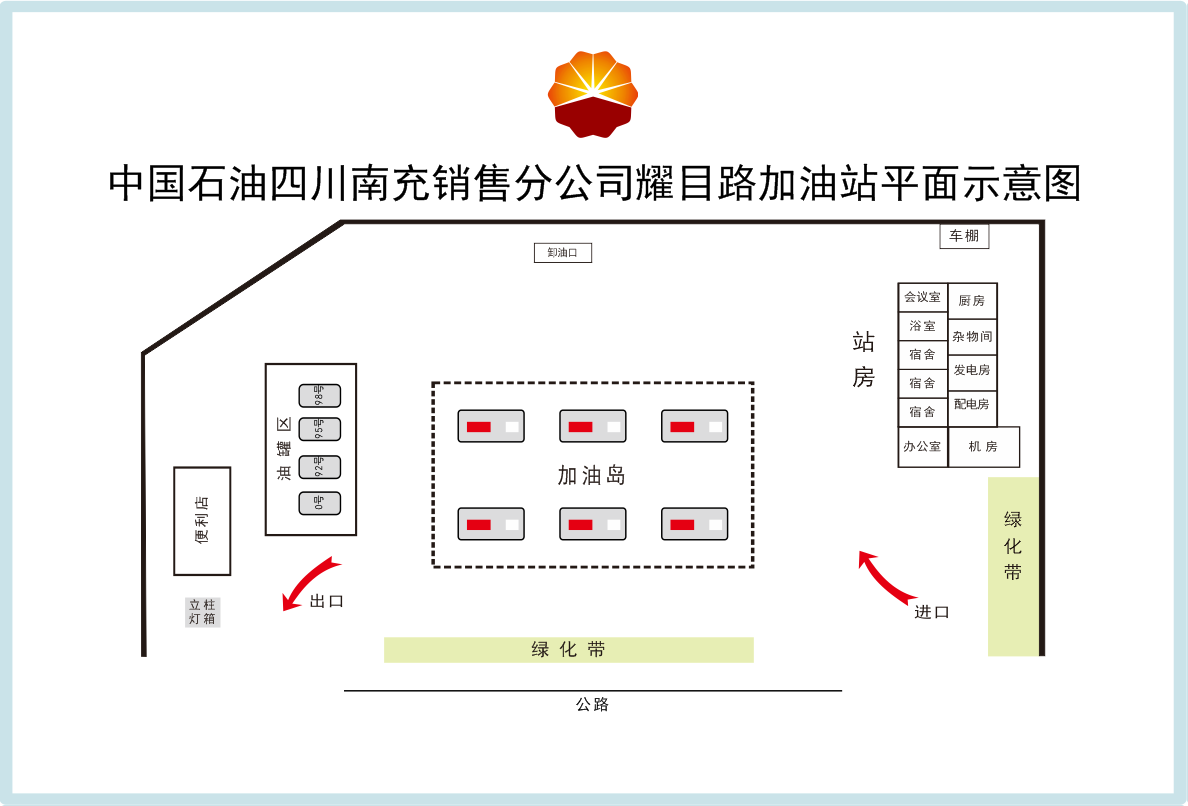 中国石油四川南充销售分公司耀目路加油站平面示意图
车棚
卸油口
会议室
厨房
浴室
杂物间
宿舍
发电房
宿舍
配电房
宿舍
办公室
机房
站房
油罐区
98号
95号
92号
0号
加油岛
便利店
绿化带
立柱
灯箱
出口
进口
绿化带
公路